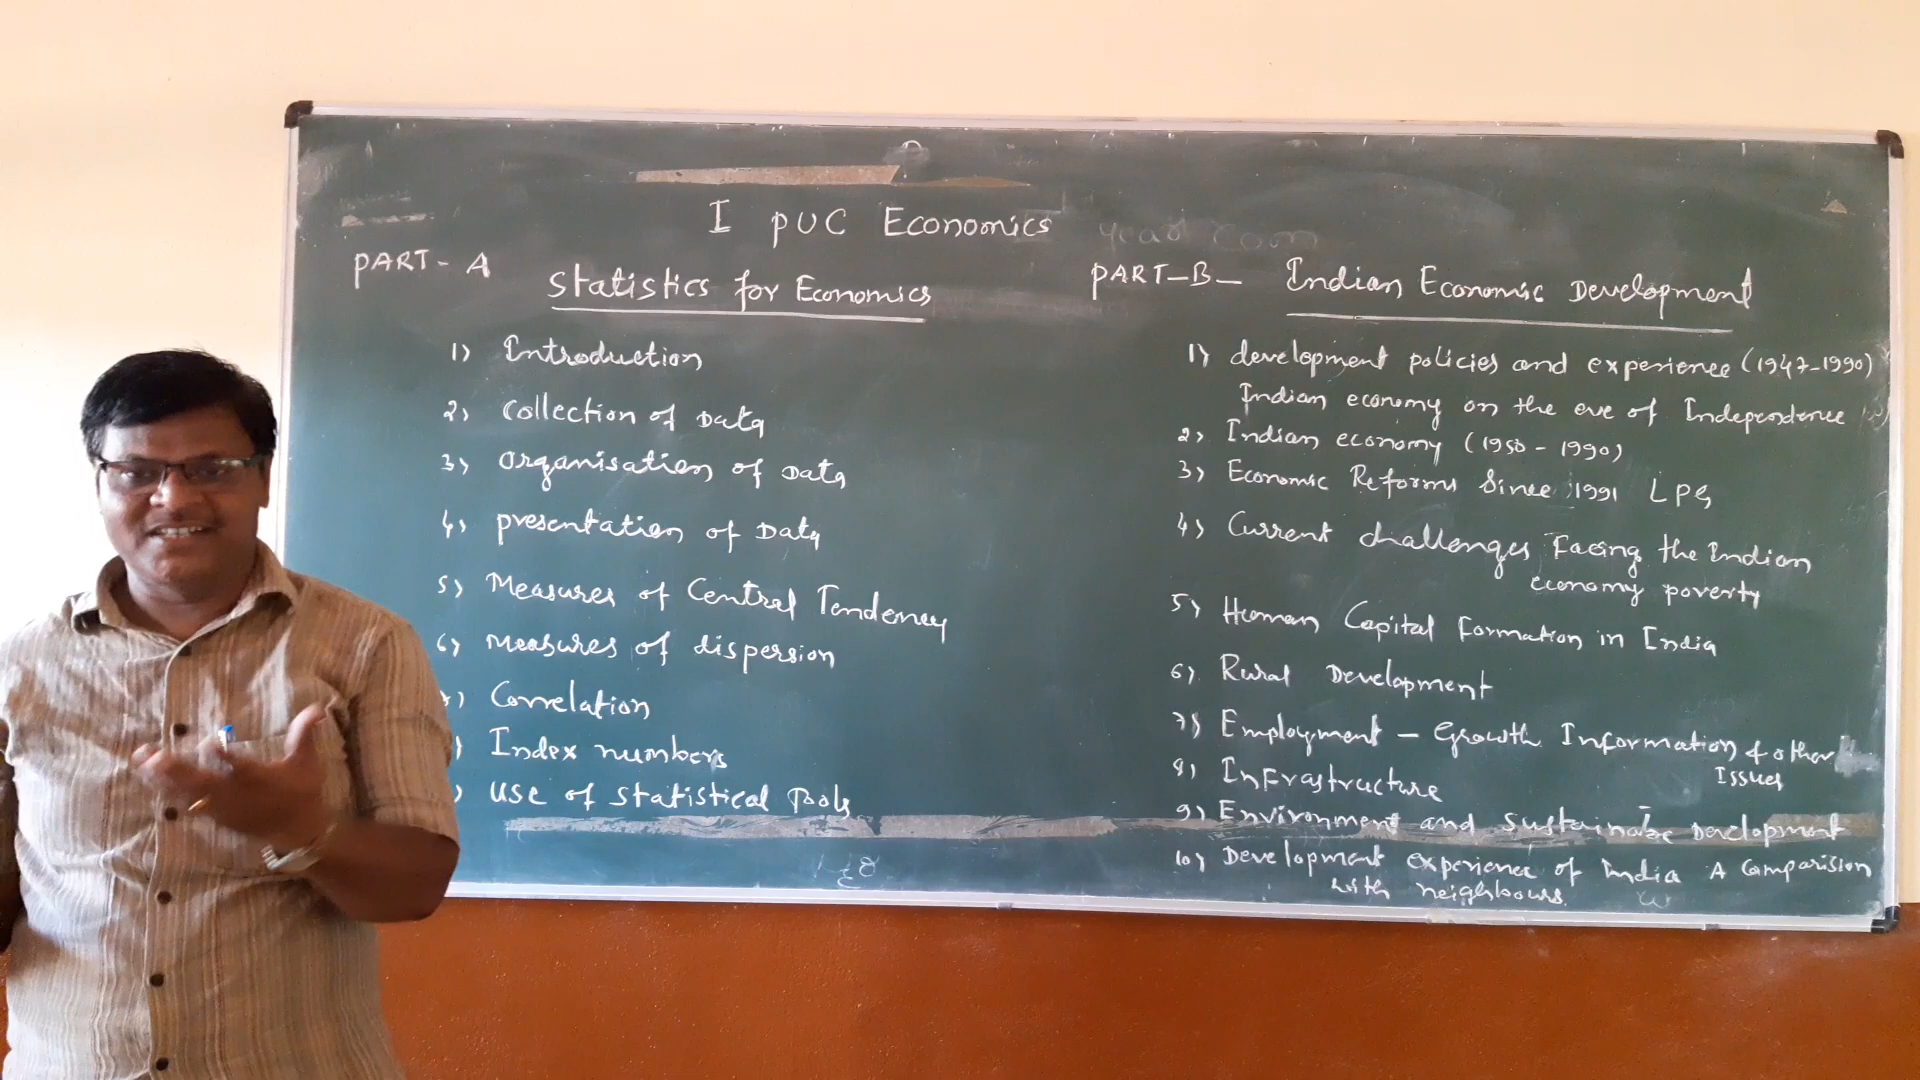 I PUC Economics
PART - A
Statistics for Economics
1) Introduction
2) Collection of Data
3) Organisation of Data
4) presentation of Data
5) Measures of Central Tendency
6) Measures of dispersion
) Correlation
) Index numbers
) Use of Statistical Tools
PART - B - Indian Economic Development
1) development policies and experience (1947-1990)
Indian economy on the eve of Independence
2) Indian economy (1950 - 1990)
3) Economic Reforms Since 1991 LPG
4) Current challenges Facing the Indian
economy poverty
5) Human Capital Formation in India
6) Rural Development
7) Employment - Growth Information & other
Issues
8) Infrastructure
9) Environment and Sustainable Development
10) Development experience of India A Comparision
with neighbours.